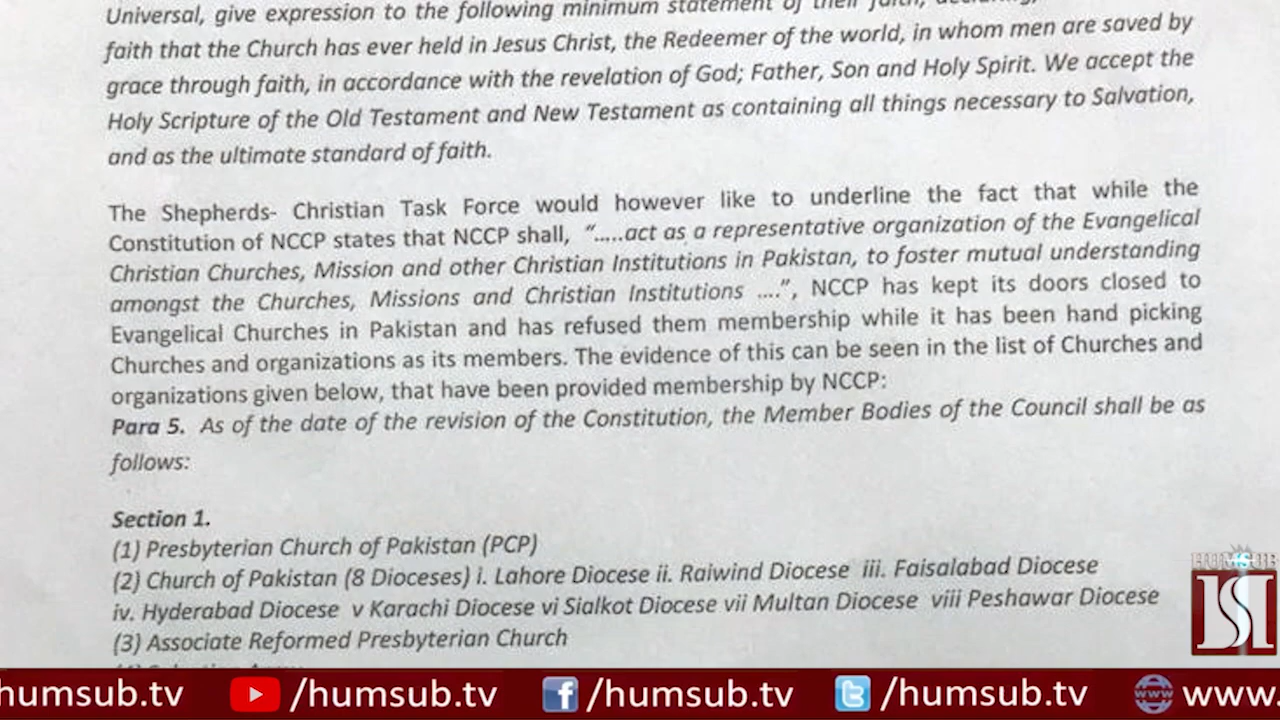 Universal, give expression to the following minimum statement of their faith,
faith that the Church has ever held in Jesus Christ, the Redeemer of the world, in whom men are saved by
grace through faith, in accordance with the revelation of God; Father, Son and Holy Spirit. We accept the
Holy Scripture of the Old Testament and New Testament as containing all things necessary to Salvation,
and as the ultimate standard of faith.
The Shepherds- Christian Task Force would however like to underline the fact that while the
Constitution of NCCP states that NCCP shall, “.....act as a representative organization of the Evangelical
Christian Churches, Mission and other Christian Institutions in Pakistan, to foster mutual understanding
amongst the Churches, Missions and Christian Institutions ....”, NCCP has kept its doors closed to
Evangelical Churches in Pakistan and has refused them membership while it has been hand picking
Churches and organizations as its members. The evidence of this can be seen in the list of Churches and
organizations given below, that have been provided membership by NCCP:
Para 5. As of the date of the revision of the Constitution, the Member Bodies of the Council shall be as
follows:
Section 1.
(1) Presbyterian Church of Pakistan (PCP)
(2) Church of Pakistan (8 Dioceses) i. Lahore Diocese ii. Raiwind Diocese iii. Faisalabad Diocese
iv. Hyderabad Diocese v Karachi Diocese vi Sialkot Diocese vii Multan Diocese viii Peshawar Diocese
(3) Associate Reformed Presbyterian Church
HUMSUB
humsub.tv /humsub.tv /humsub.tv /humsub.tv www.